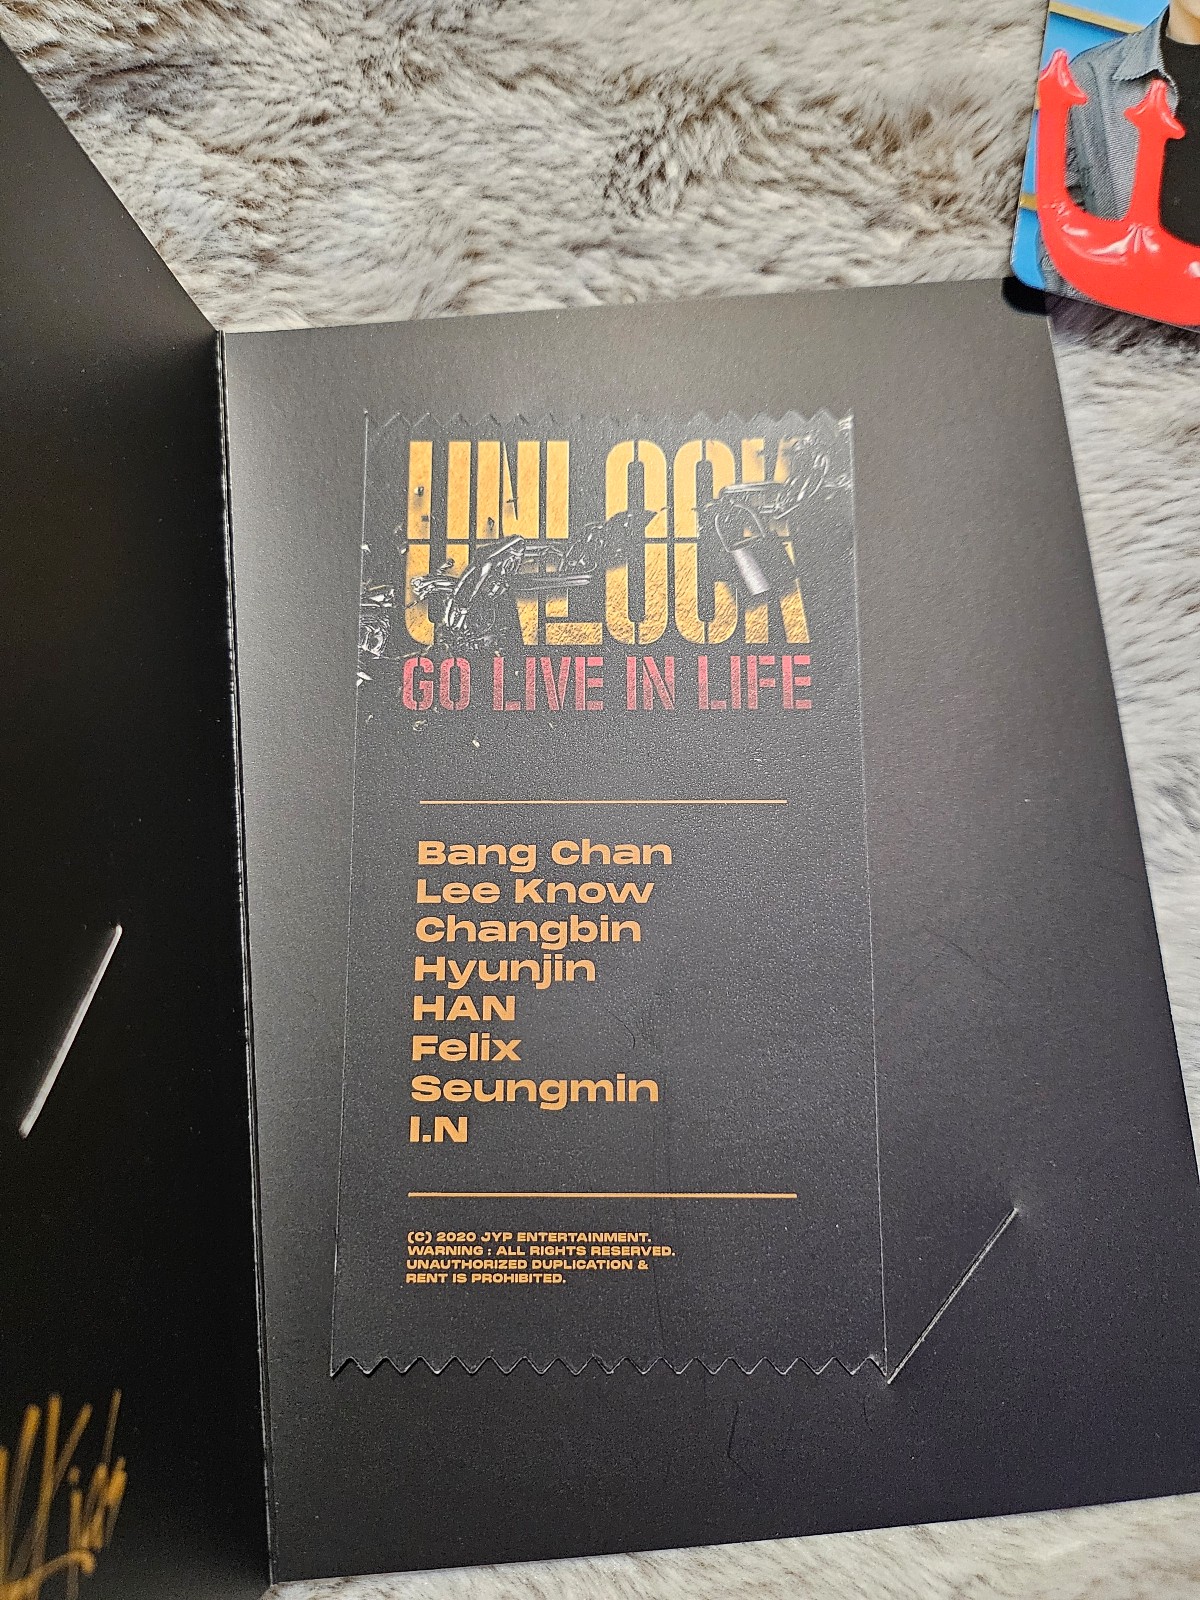 UNLOCK
GO LIVE IN LIFE
Bang Chan
Lee Know
Changbin
Hyunjin
HAN
Felix
Seungmin
I.N
(C) 2020 JYP ENTERTAINMENT.
WARNING : ALL RIGHTS RESERVED.
UNAUTHORIZED DUPLICATION &
RENT IS PROHIBITED.